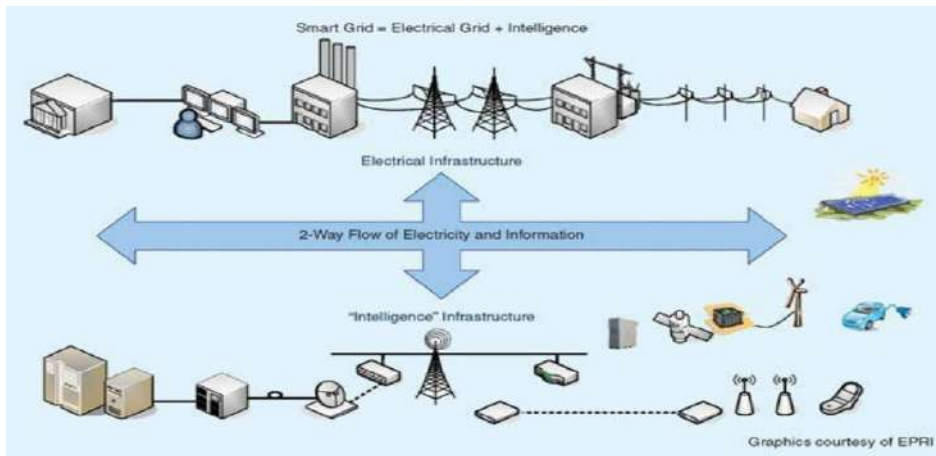 Smart Grid = Electrical Grid + Intelligence
Electrical Infrastructure
2-Way Flow of Electricity and Information
"Intelligence" Infrastructure
Graphics courtesy of EPRI